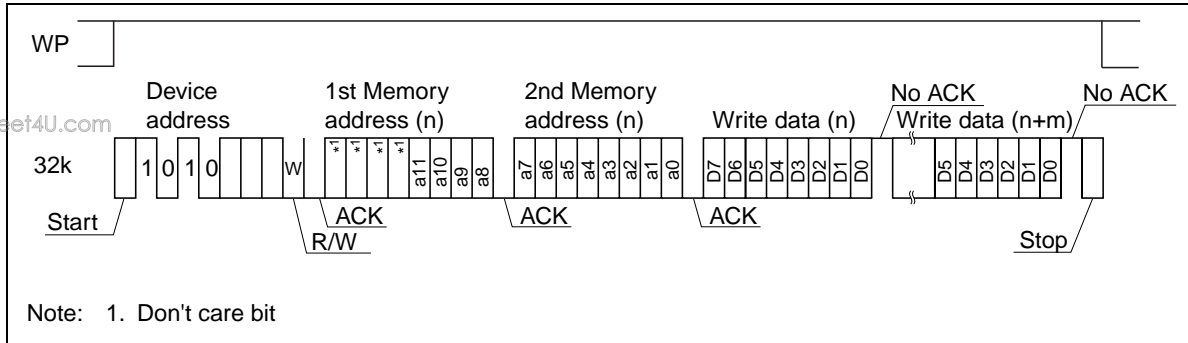 WP
Device address
1st Memory address (n)
2nd Memory address (n)
No ACK
No ACK
Write data (n)
Write data (n+m)
eet4U.com
32k
1 0 1 0
W
*1 *1 *1 *1 a11 a10 a9 a8
a7 a6 a5 a4 a3 a2 a1 a0
D7 D6 D5 D4 D3 D2 D1 D0
D5 D4 D3 D2 D1 D0
Start
ACK
R/W
ACK
ACK
Stop
Note: 1. Don't care bit